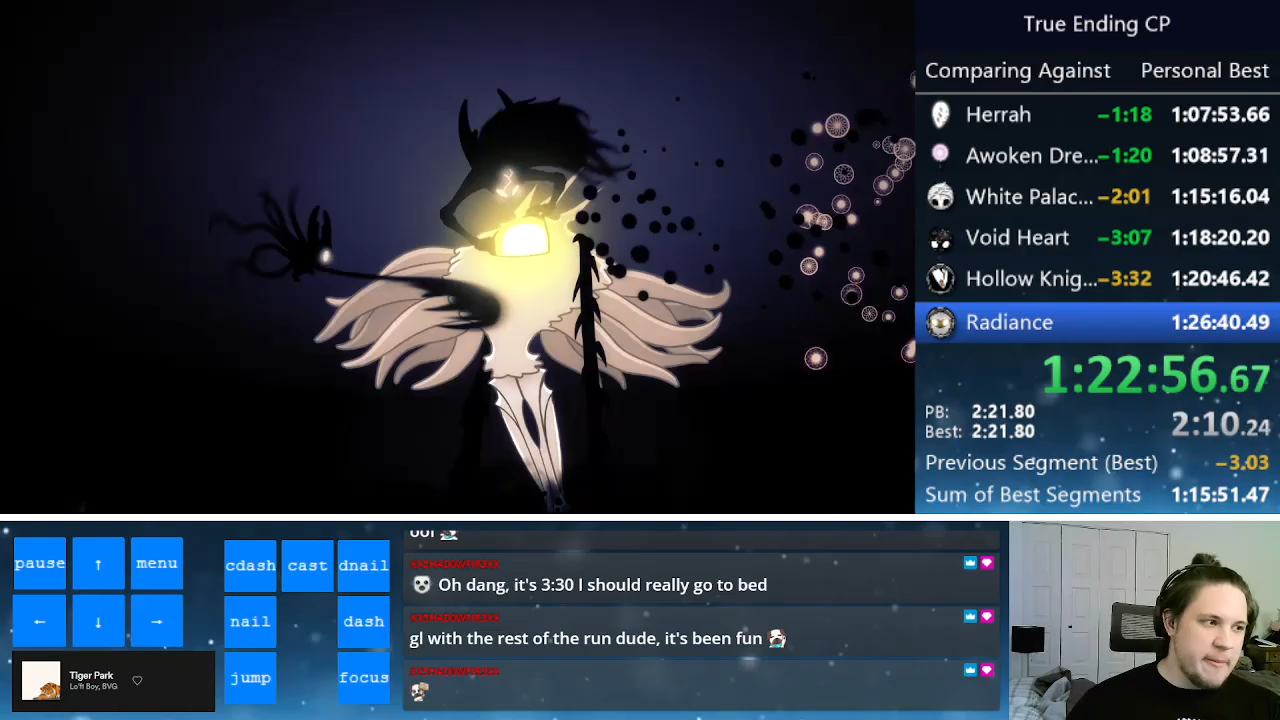 True Ending CP
Comparing Against Personal Best
Herrah −1:18 1:07:53.66
Awoken Dre... −1:20 1:08:57.31
White Palac... −2:01 1:15:16.04
Void Heart −3:07 1:18:20.20
Hollow Knig... −3:32 1:20:46.42
Radiance 1:26:40.49
1:22:56.67
PB: 2:21.80
Best: 2:21.80
2:10.24
Previous Segment (Best) −3.03
Sum of Best Segments 1:15:51.47
pause ↑ menu
← ↓ →
cdash cast dnail
nail dash
jump focus
Tiger Park
Lo'fi Boy, BVG
Oh dang, it's 3:30 I should really go to bed
gl with the rest of the run dude, it's been fun